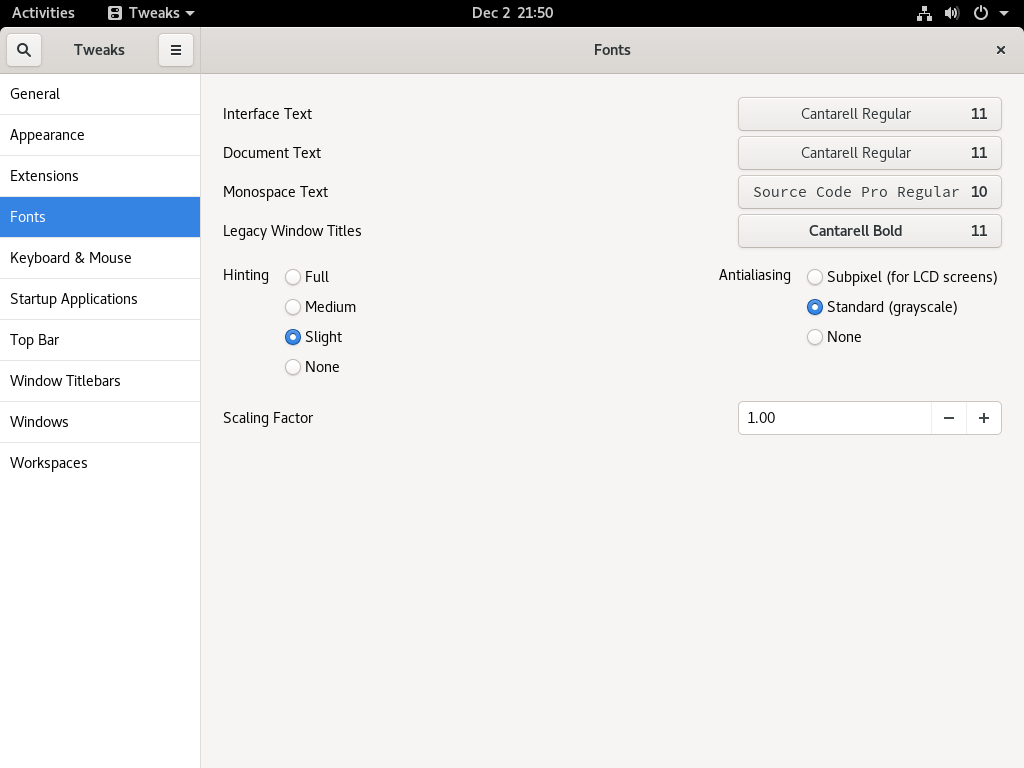 Activities Tweaks Dec 2 21:50
Tweaks Fonts
General
Appearance
Extensions
Fonts
Keyboard & Mouse
Startup Applications
Top Bar
Window Titlebars
Windows
Workspaces
Interface Text Cantarell Regular 11
Document Text Cantarell Regular 11
Monospace Text Source Code Pro Regular 10
Legacy Window Titles Cantarell Bold 11
Hinting Full
Medium
Slight
None
Antialiasing Subpixel (for LCD screens)
Standard (grayscale)
None
Scaling Factor 1.00